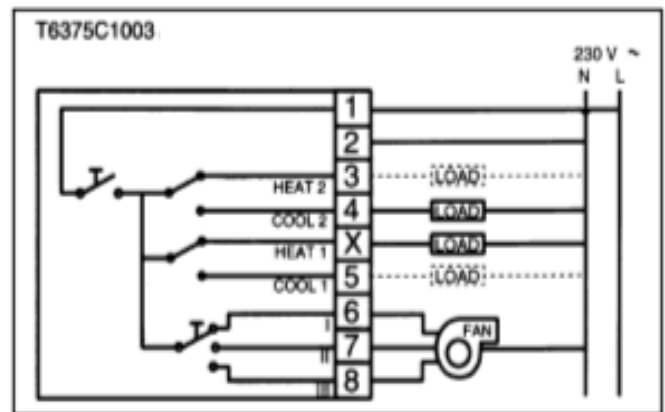 T6375C1003
230 V ~
N L
1
2
3
HEAT 2
LOAD
4
COOL 2
LOAD
X
HEAT 1
LOAD
5
COOL 1
LOAD
6
I
7
II
FAN
8
III